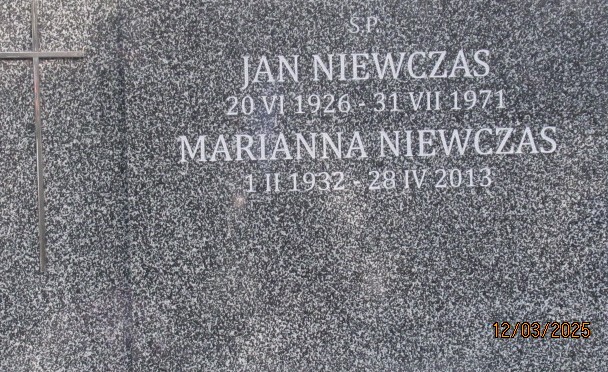 S.P.
JAN NIEWCZAS
20 VI 1926 - 31 VII 1971
MARIANNA NIEWCZAS
1 II 1932 - 28 IV 2013
12/03/2025